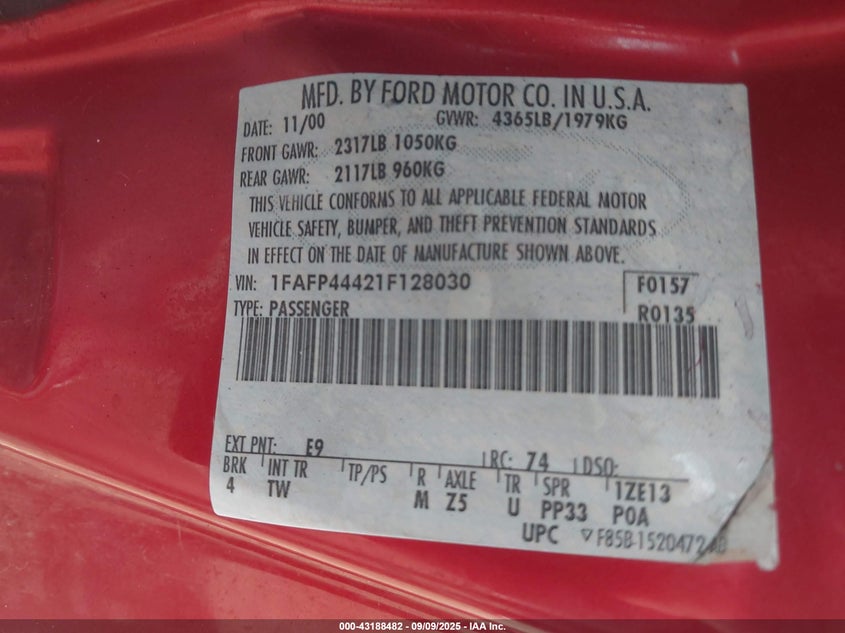 MFD. BY FORD MOTOR CO. IN U.S.A.
DATE: 11/00 GVWR: 4365LB/1979KG
FRONT GAWR: 2317LB 1050KG
REAR GAWR: 2117LB 960KG
THIS VEHICLE CONFORMS TO ALL APPLICABLE FEDERAL MOTOR
VEHICLE SAFETY, BUMPER, AND THEFT PREVENTION STANDARDS
IN EFFECT ON THE DATE OF MANUFACTURE SHOWN ABOVE.
VIN: 1FAFP44421F128030 F0157
TYPE: PASSENGER R0135
EXT PNT: E9 RC: 74 DSO:
BRK INT TR TP/PS R AXLE TR SPR 1ZE13
4 TW M Z5 U PP33 POA
UPC F85B 1520472 AB
000-43188482 - 09/09/2025 - IAA Inc.